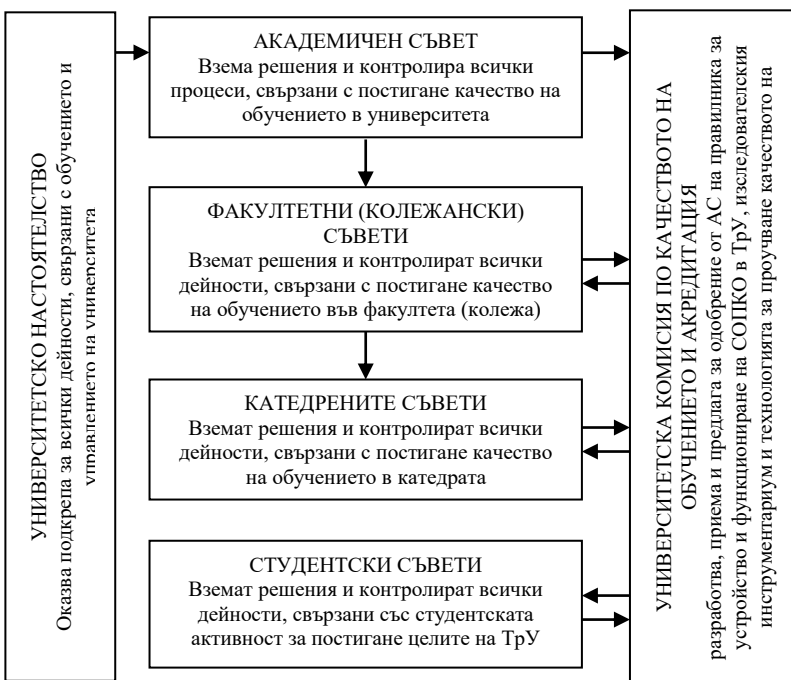 УНИВЕРСИТЕТСКО НАСТОЯТЕЛСТВО
Оказва подкрепа за всички дейности, свързани с обучението и
управлението на университета
АКАДЕМИЧЕН СЪВЕТ
Взема решения и контролира всички
процеси, свързани с постигане качество на
обучението в университета
ФАКУЛТЕТНИ (КОЛЕЖАНСКИ)
СЪВЕТИ
Вземат решения и контролират всички
дейности, свързани с постигане качество
на обучението във факултета (колежа)
КАТЕДРЕНИТЕ СЪВЕТИ
Вземат решения и контролират всички
дейности, свързани с постигане качество
на обучението в катедрата
СТУДЕНТСКИ СЪВЕТИ
Вземат решения и контролират всички
дейности, свързани със студентската
активност за постигане целите на ТрУ
УНИВЕРСИТЕТСКА КОМИСИЯ ПО КАЧЕСТВОТО НА
ОБУЧЕНИЕТО И АКРЕДИТАЦИЯ
разработва, приема и предлага за одобрение от АС на правилника за
устройство и функциониране на СОПКО в ТрУ, изследователския
инструментариум и технологията за проучване качеството на